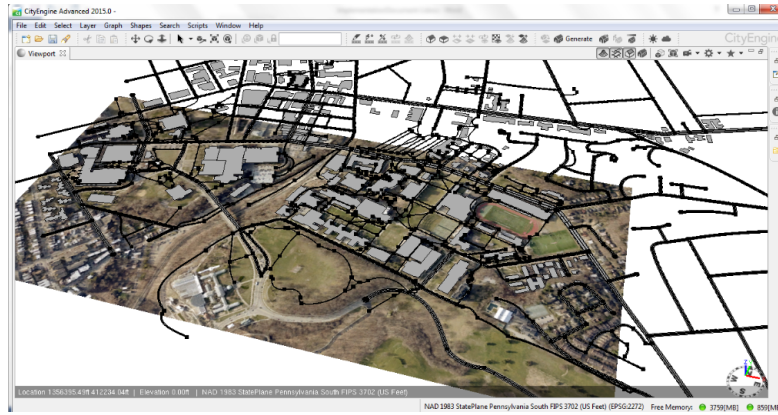 CityEngine Advanced 2015.0 -
File Edit Select Layer Graph Shapes Search Scripts Window Help
Generate
CityEngine
Viewport
Location 1356395.49ft 412234.04ft | Elevation 0.00ft | NAD 1983 StatePlane Pennsylvania South FIPS 3702 (US Feet)
NAD 1983 StatePlane Pennsylvania South FIPS 3702 (US Feet) (EPSG:2272) Free Memory: 3759[MB]